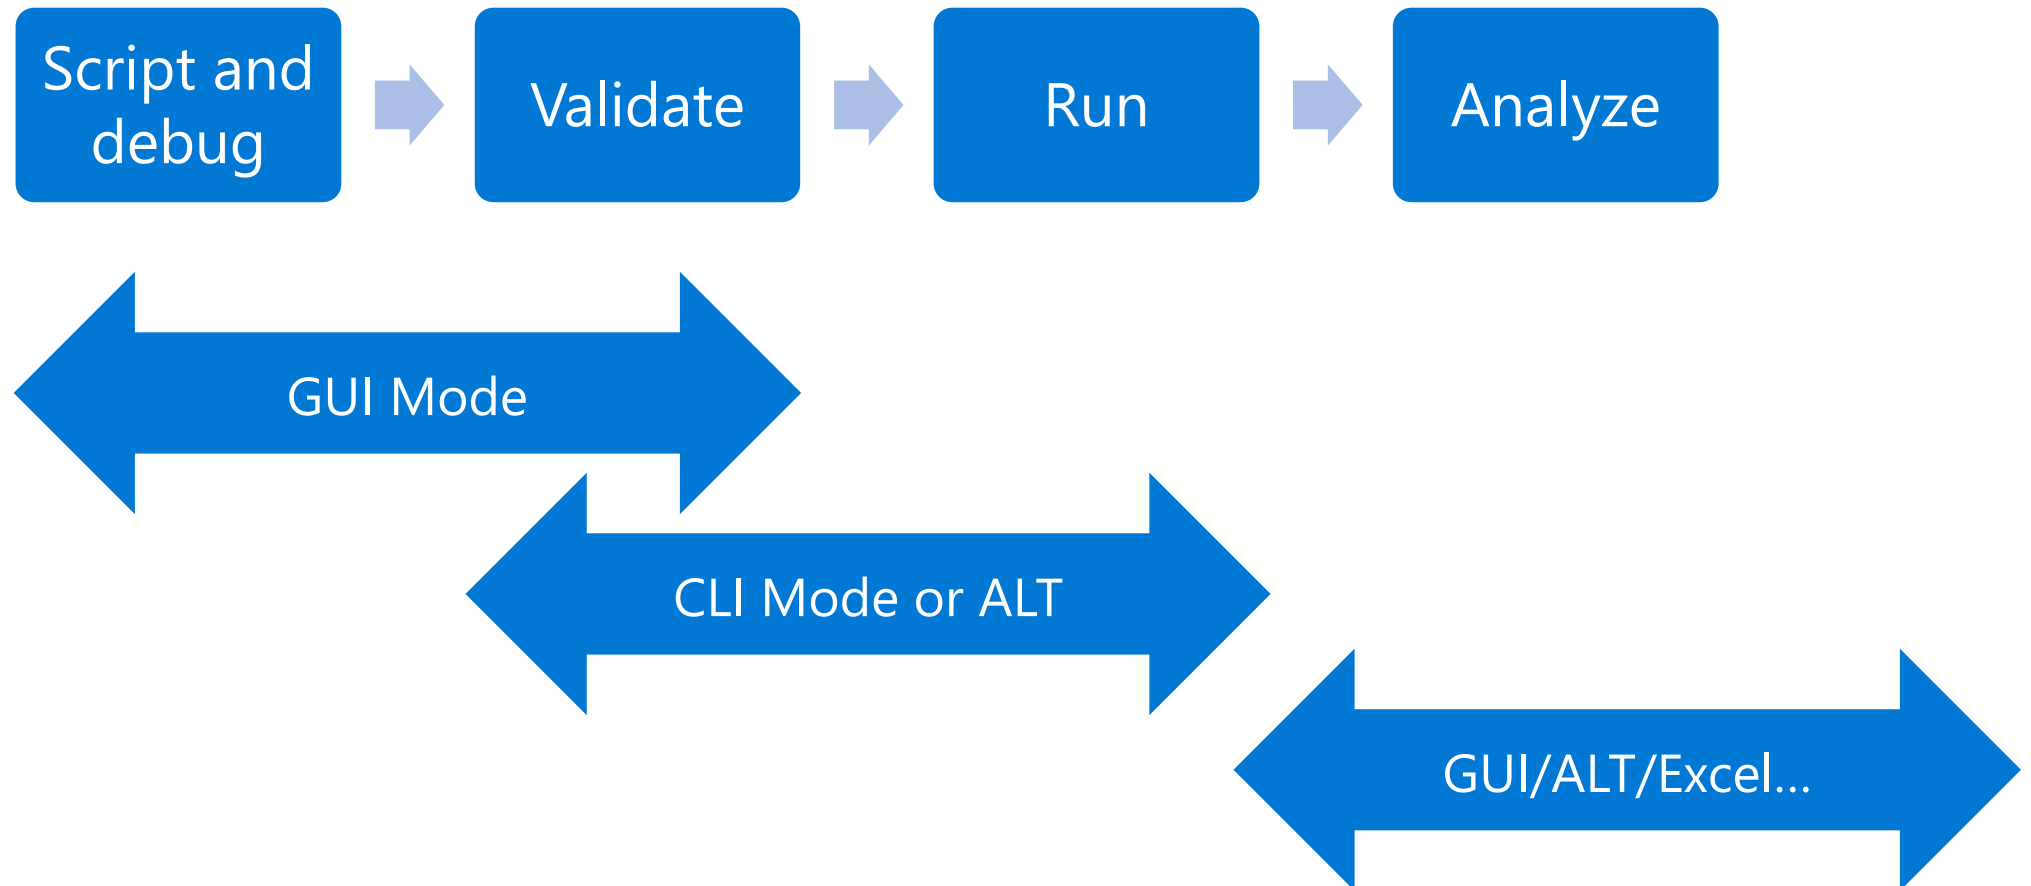 Script and
debug
Validate
Run
Analyze
GUI Mode
CLI Mode or ALT
GUI/ALT/Excel...